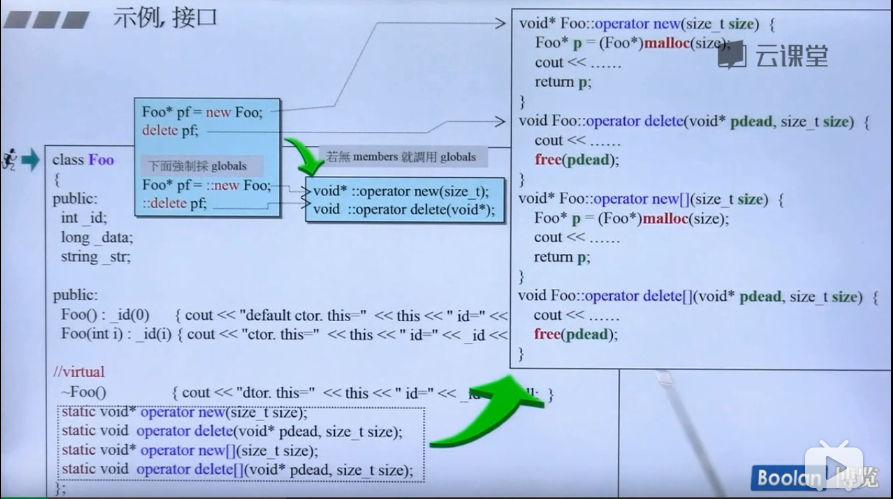 示例, 接口
Foo* pf = new Foo;
delete pf;
下面強制採 globals
Foo* pf = ::new Foo;
::delete pf;
若無 members 就調用 globals
void* ::operator new(size_t);
void ::operator delete(void*);
class Foo
{
public:
int _id;
long _data;
string _str;
public:
Foo() : _id(0) { cout << "default ctor. this=" << this << " id=" <<
Foo(int i) : _id(i) { cout << "ctor. this=" << this << " id=" << _id <<
//virtual
~Foo() { cout << "dtor. this=" << this << " id=" << }
static void* operator new(size_t size);
static void operator delete(void* pdead, size_t size);
static void* operator new[](size_t size);
static void operator delete[](void* pdead, size_t size);
};
void* Foo::operator new(size_t size) {
Foo* p = (Foo*)malloc(size);
cout << ……
return p;
}
void Foo::operator delete(void* pdead, size_t size) {
cout << ……
free(pdead);
}
void* Foo::operator new[](size_t size) {
Foo* p = (Foo*)malloc(size);
cout << ……
return p;
}
void Foo::operator delete[](void* pdead, size_t size) {
cout << ……
free(pdead);
}
云课堂
Boolan 博览